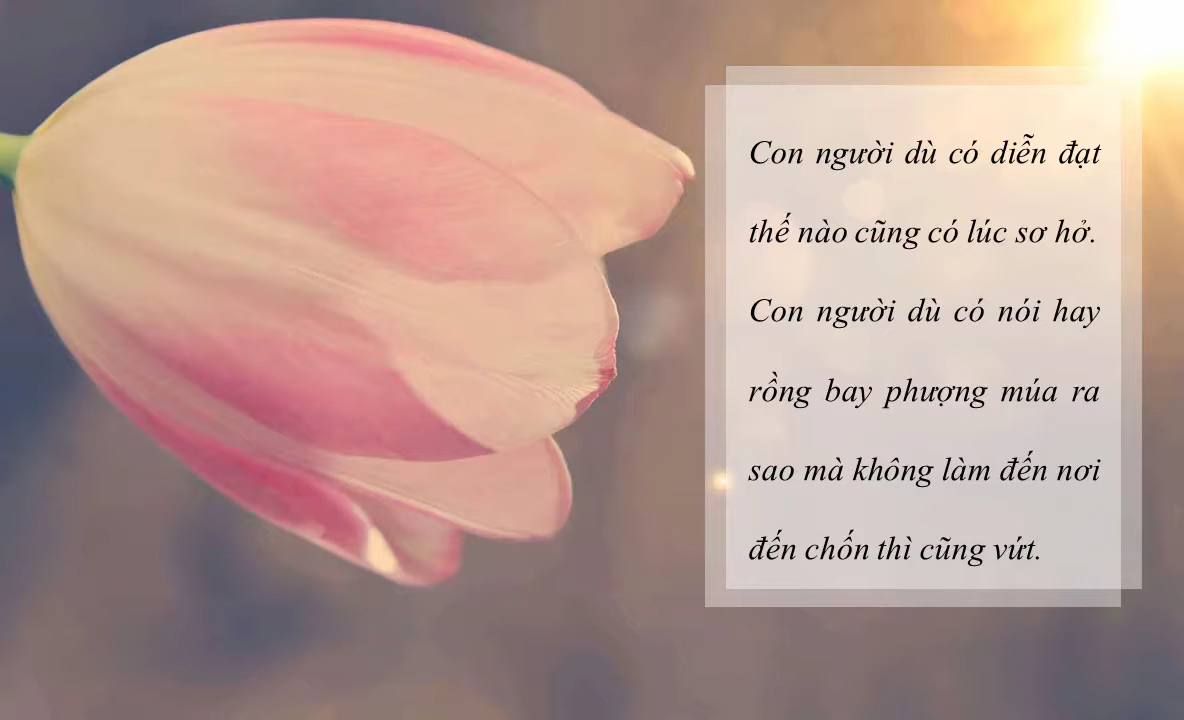 Con người dù có diễn đạt
thế nào cũng có lúc sơ hở.
Con người dù có nói hay
rồng bay phượng múa ra
sao mà không làm đến nơi
đến chốn thì cũng vứt.